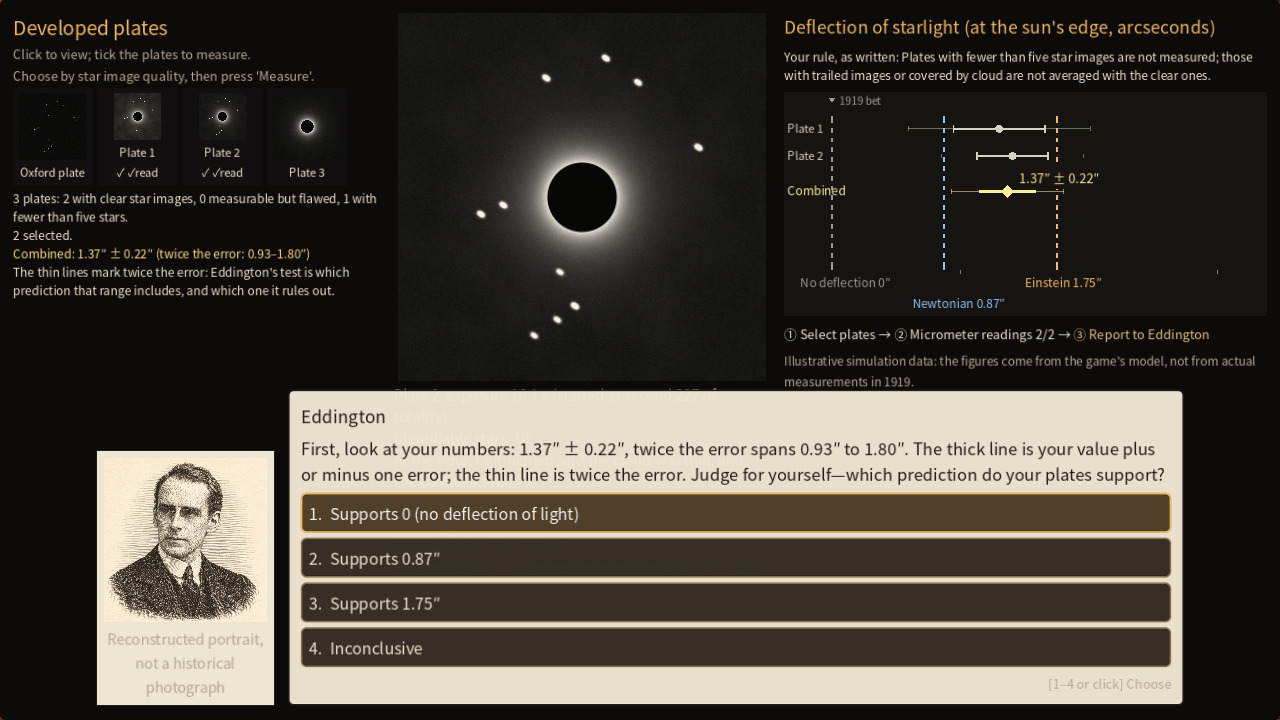 Developed plates
Click to view; tick the plates to measure.
Choose by star image quality, then press 'Measure'.
Oxford plate
Plate 1
✓ ✓read
Plate 2
✓ ✓read
Plate 3
3 plates: 2 with clear star images, 0 measurable but flawed, 1 with
fewer than five stars.
2 selected.
Combined: 1.37″ ± 0.22″ (twice the error: 0.93–1.80″)
The thin lines mark twice the error: Eddington's test is which
prediction that range includes, and which one it rules out.
Deflection of starlight (at the sun's edge, arcseconds)
Your rule, as written: Plates with fewer than five star images are not measured; those
with trailed images or covered by cloud are not averaged with the clear ones.
1919 bet
Plate 1
Plate 2
1.37″ ± 0.22″
Combined
No deflection 0″
Einstein 1.75″
Newtonian 0.87″
① Select plates → ② Micrometer readings 2/2 → ③ Report to Eddington
Illustrative simulation data: the figures come from the game's model, not from actual
measurements in 1919.
Eddington
First, look at your numbers: 1.37″ ± 0.22″, twice the error spans 0.93″ to 1.80″. The thick line is your value plus
or minus one error; the thin line is twice the error. Judge for yourself—which prediction do your plates support?
1. Supports 0 (no deflection of light)
2. Supports 0.87″
3. Supports 1.75″
4. Inconclusive
[1–4 or click] Choose
Reconstructed portrait,
not a historical
photograph